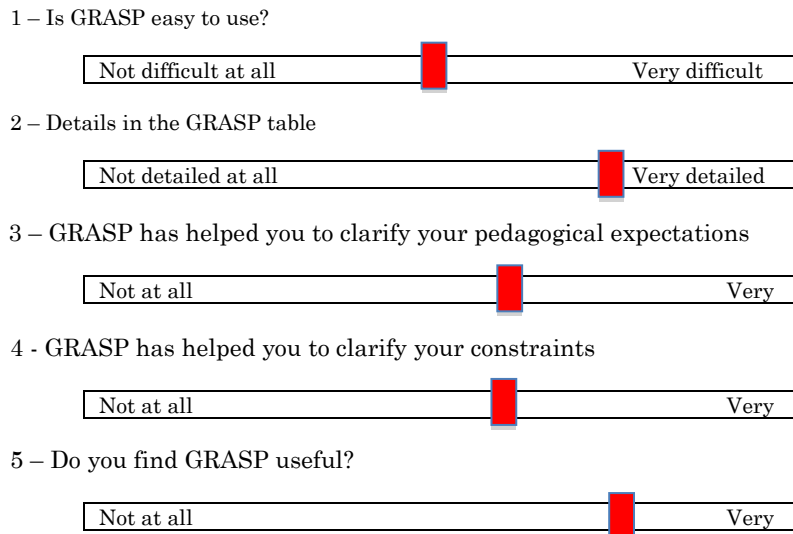 1 – Is GRASP easy to use?
Not difficult at all Very difficult
2 – Details in the GRASP table
Not detailed at all Very detailed
3 – GRASP has helped you to clarify your pedagogical expectations
Not at all Very
4 - GRASP has helped you to clarify your constraints
Not at all Very
5 – Do you find GRASP useful?
Not at all Very